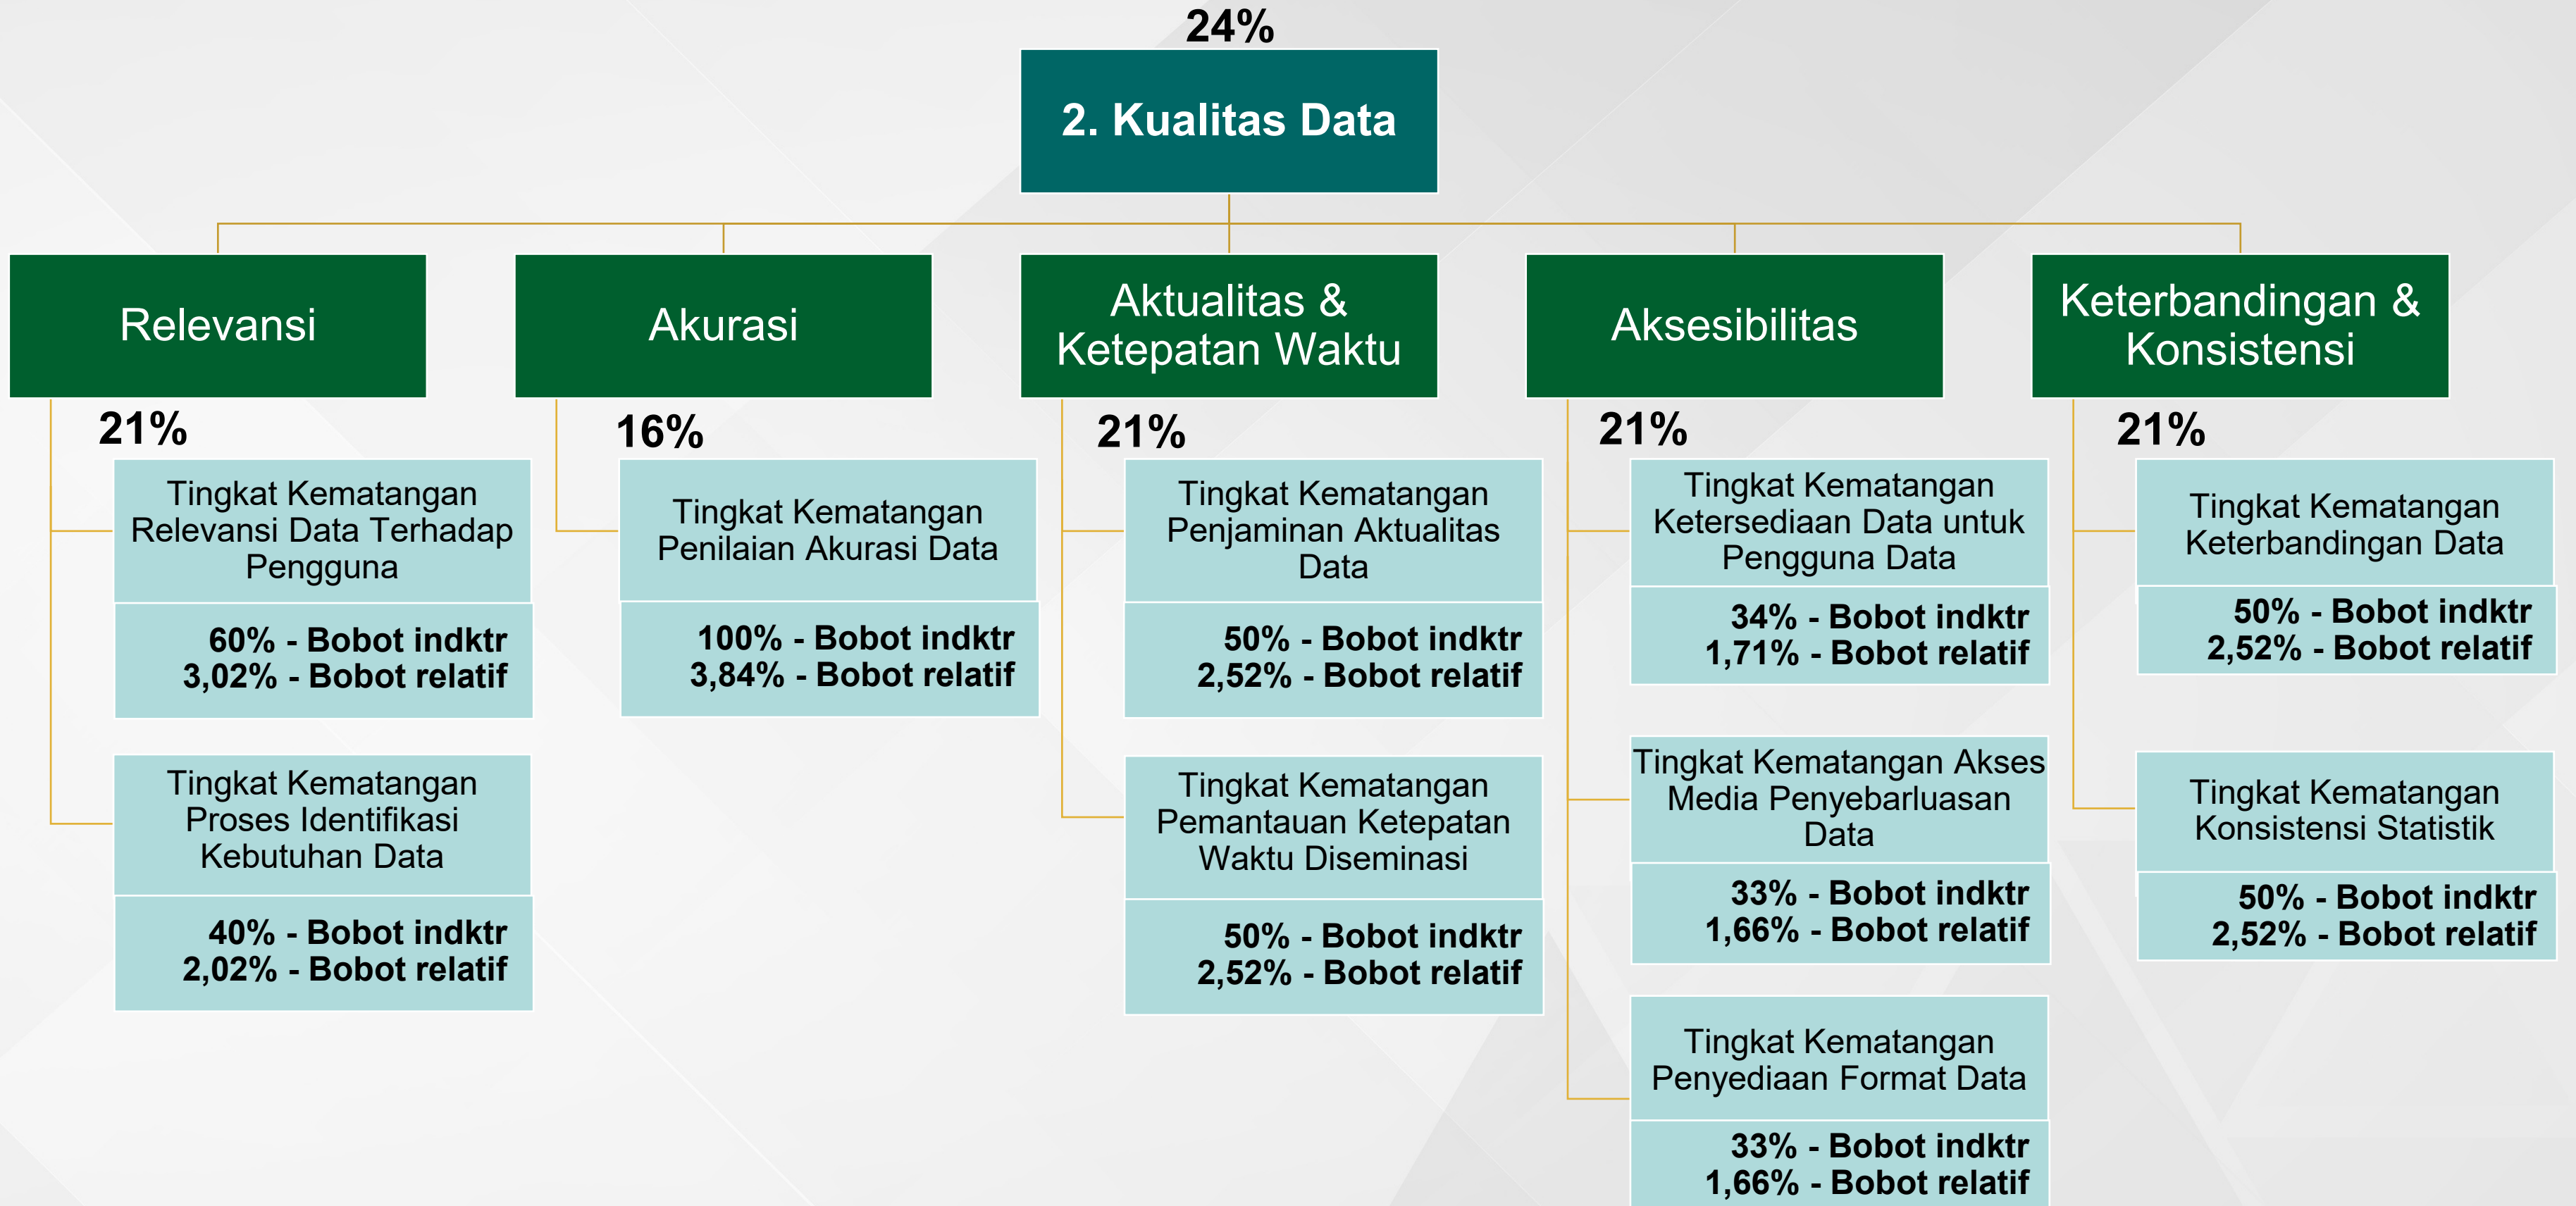 24%
2. Kualitas Data
Relevansi
21%
Tingkat Kematangan
Relevansi Data Terhadap
Pengguna
60% - Bobot indktr
3,02% - Bobot relatif
Tingkat Kematangan
Proses Identifikasi
Kebutuhan Data
40% - Bobot indktr
2,02% - Bobot relatif
Akurasi
16%
Tingkat Kematangan
Penilaian Akurasi Data
100% - Bobot indktr
3,84% - Bobot relatif
Aktualitas &
Ketepatan Waktu
21%
Tingkat Kematangan
Penjaminan Aktualitas
Data
50% - Bobot indktr
2,52% - Bobot relatif
Tingkat Kematangan
Pemantauan Ketepatan
Waktu Diseminasi
50% - Bobot indktr
2,52% - Bobot relatif
Aksesibilitas
21%
Tingkat Kematangan
Ketersediaan Data untuk
Pengguna Data
34% - Bobot indktr
1,71% - Bobot relatif
Tingkat Kematangan Akses
Media Penyebarluasan
Data
33% - Bobot indktr
1,66% - Bobot relatif
Tingkat Kematangan
Penyediaan Format Data
33% - Bobot indktr
1,66% - Bobot relatif
Keterbandingan &
Konsistensi
21%
Tingkat Kematangan
Keterbandingan Data
50% - Bobot indktr
2,52% - Bobot relatif
Tingkat Kematangan
Konsistensi Statistik
50% - Bobot indktr
2,52% - Bobot relatif